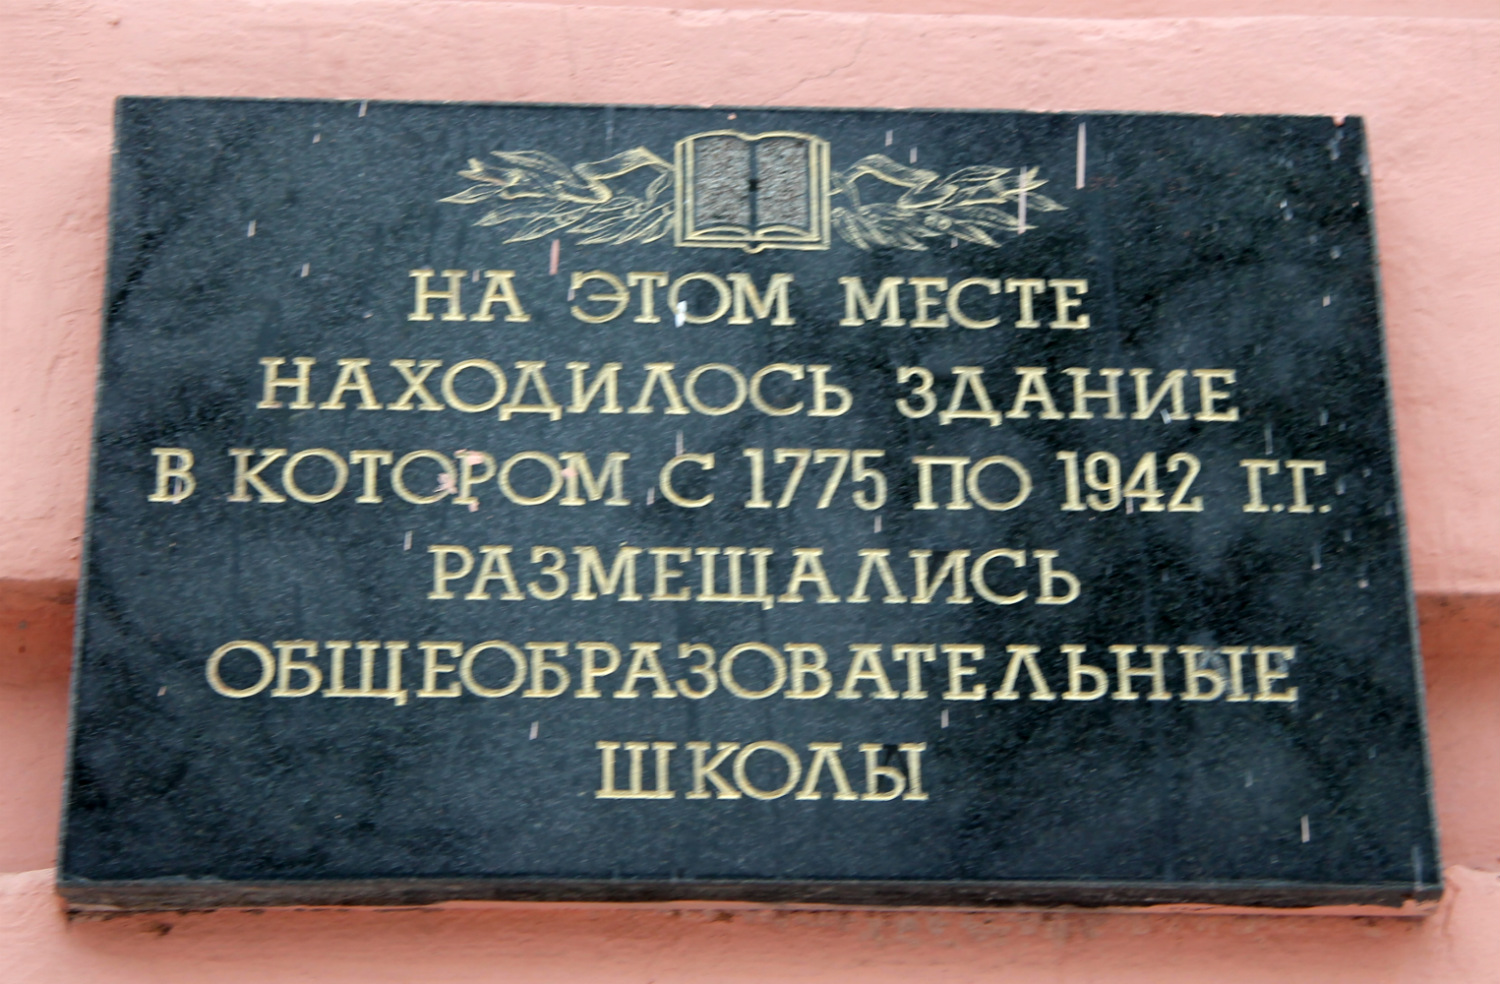 НА ЭТОМ МЕСТЕ
НАХОДИЛОСЬ ЗДАНИЕ
В КОТОРОМ С 1775 ПО 1942 Г.Г.
РАЗМЕЩАЛИСЬ
ОБЩЕОБРАЗОВАТЕЛЬНЫЕ
ШКОЛЫ